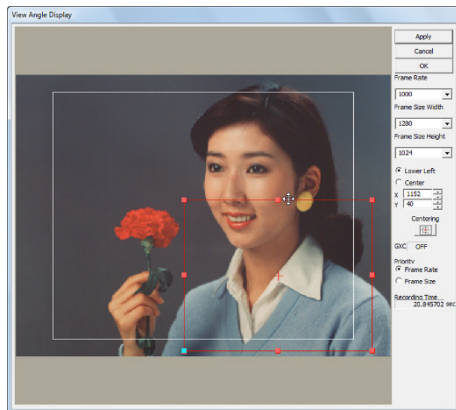 View Angle Display
Apply
Cancel
OK
Frame Rate
1000
Frame Size Width
1280
Frame Size Height
1024
Lower Left
Center
X 1152
Y 40
Centering
GXC: OFF
Priority
Frame Rate
Frame Size
Recording Time
20.845702 sec